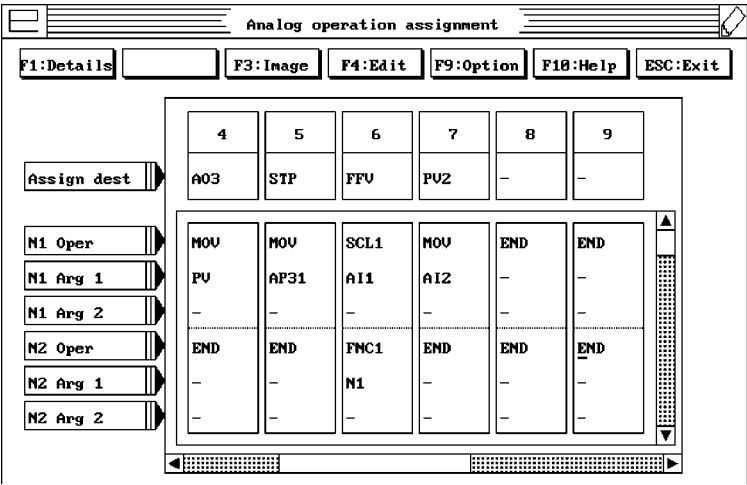 Analog operation assignment
F1:Details F3:Image F4:Edit F9:Option F10:Help ESC:Exit
4 5 6 7 8 9
Assign dest AO3 STP FFV PV2 - -
N1 Oper MOV MOV SCL1 MOV END END
N1 Arg 1 PV AP31 AI1 AI2 - -
N1 Arg 2 - - - - - -
N2 Oper END END FNC1 END END END
N2 Arg 1 - - N1 - - -
N2 Arg 2 - - - - - -